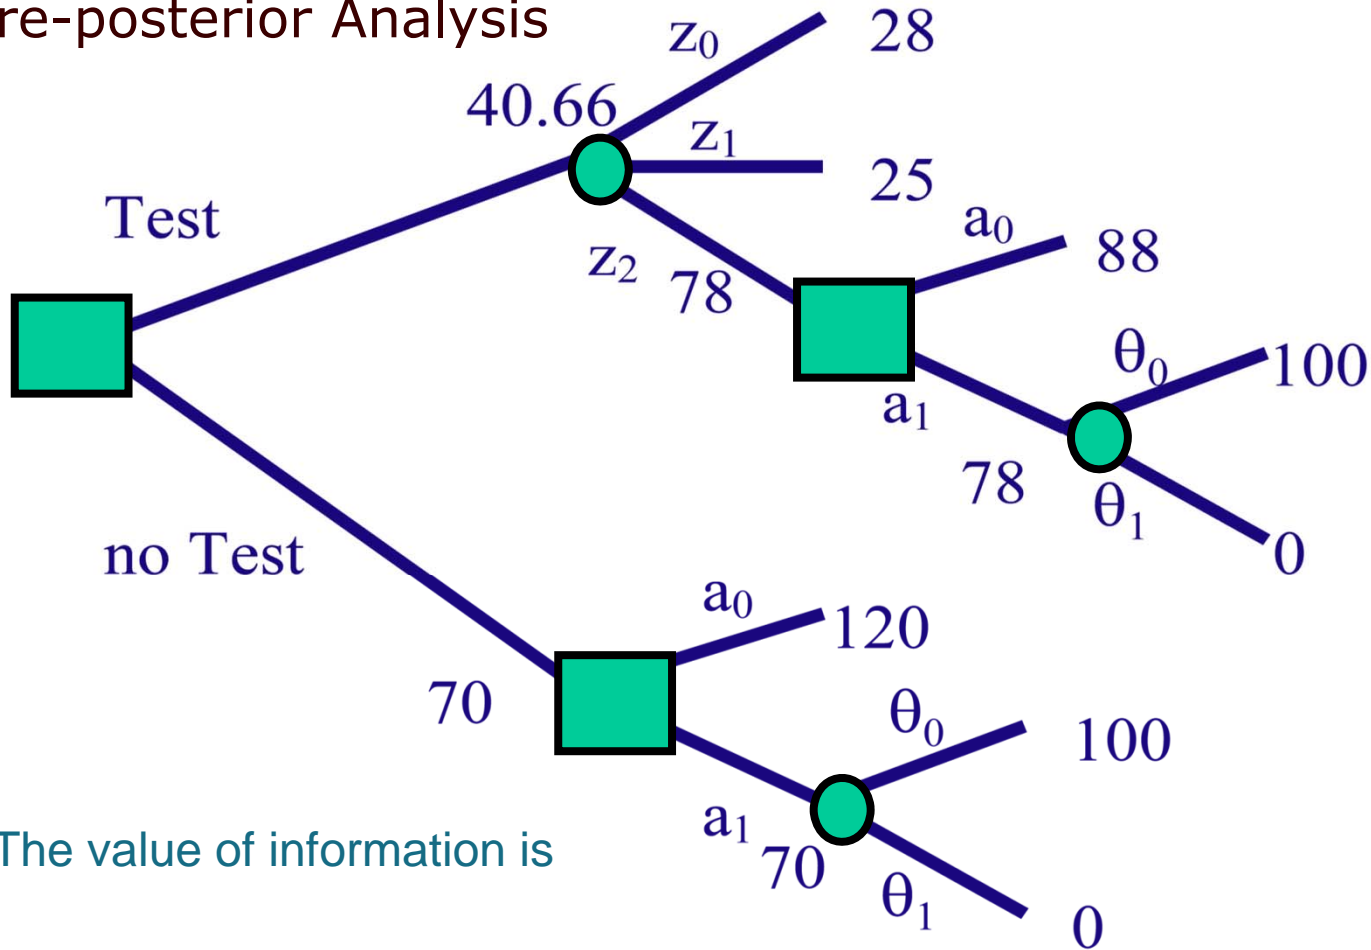 re-posterior Analysis
z₀
28
40.66
z₁
25
Test
z₂
78
a₀
88
θ₀
100
a₁
78
θ₁
0
no Test
a₀
120
70
θ₀
100
a₁
70
θ₁
0
The value of information is